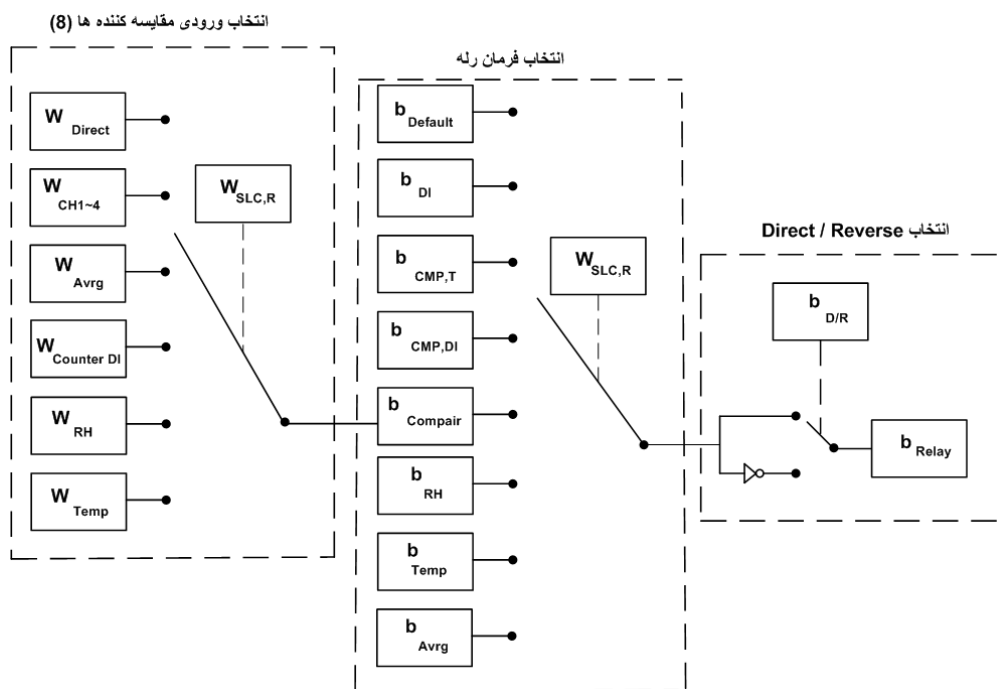 انتخاب ورودی مقایسه کننده ها (8)
W Direct
W CH1~4
W Avrg
W Counter DI
W RH
W Temp
W SLC,R
انتخاب فرمان رله
b Default
b DI
b CMP,T
b CMP,DI
b Compair
b RH
b Temp
b Avrg
W SLC,R
انتخاب Direct / Reverse
b D/R
b Relay